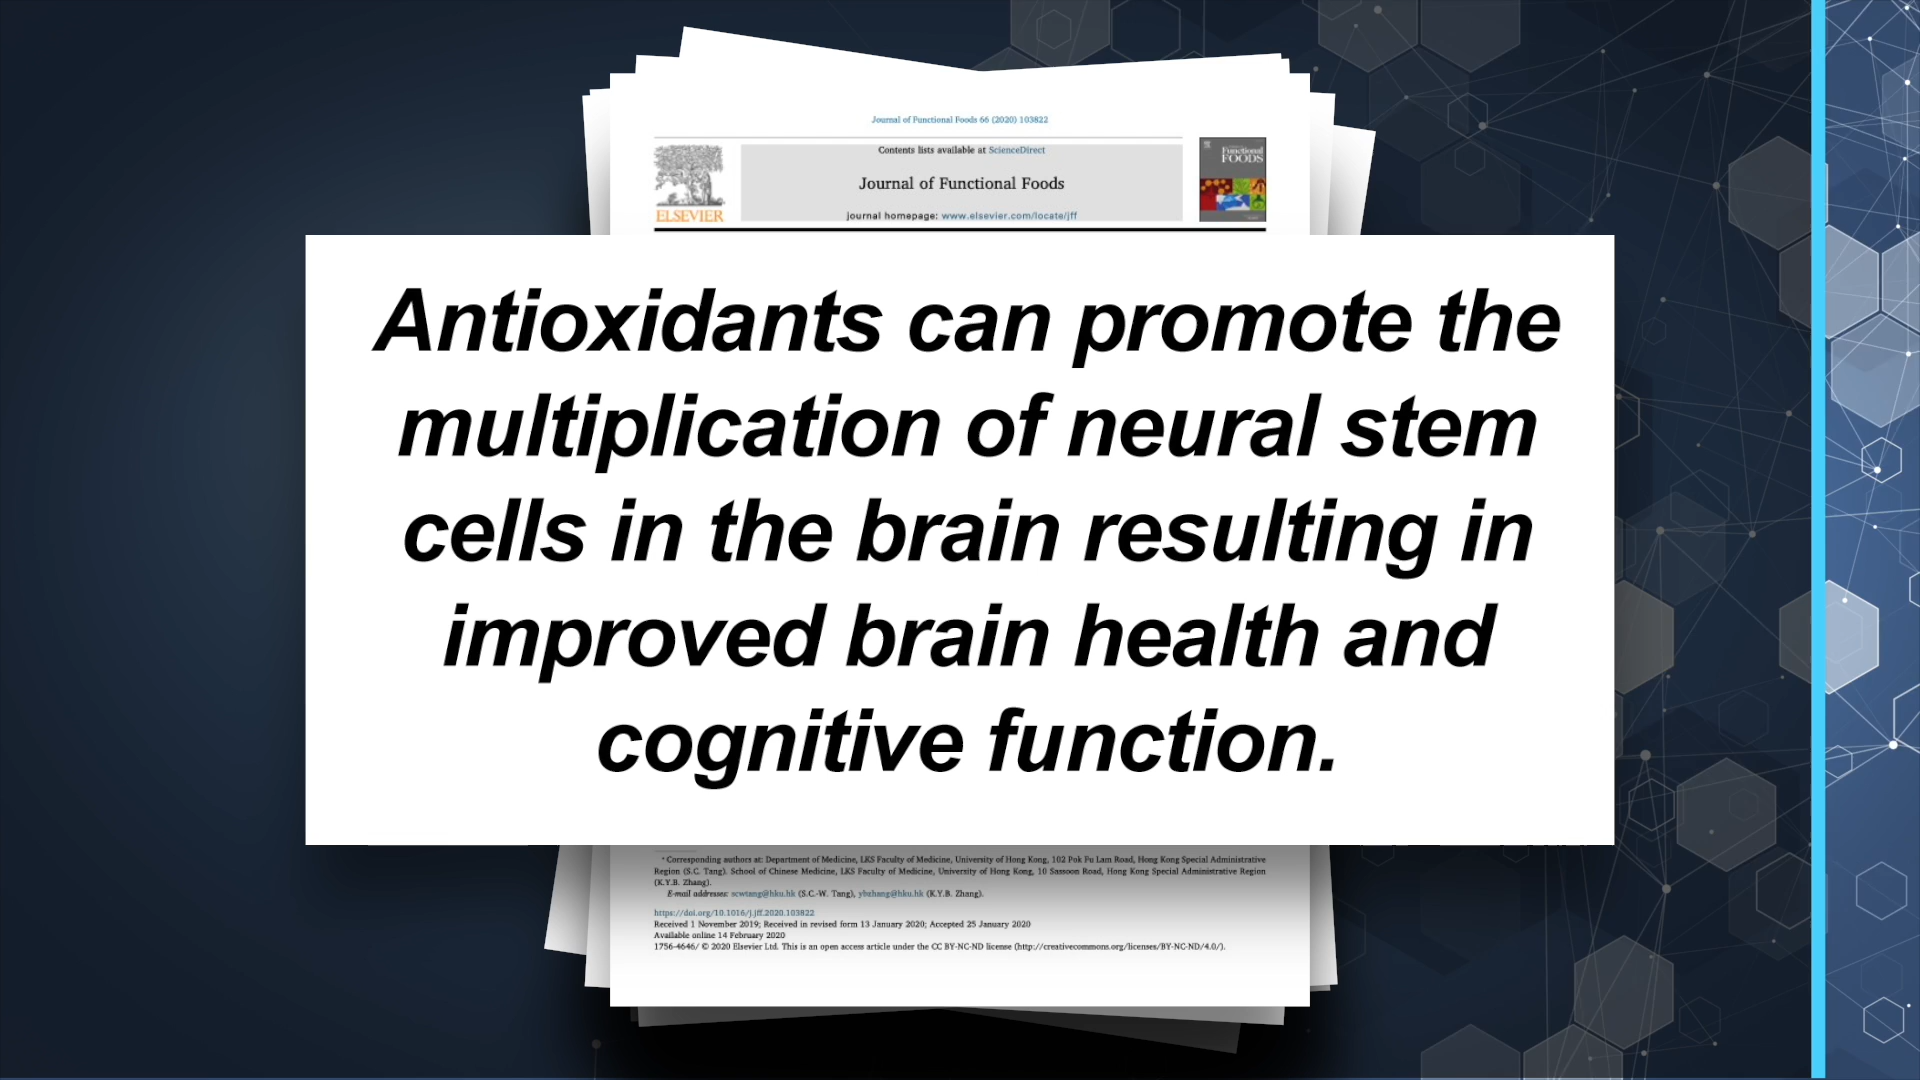 Journal of Functional Foods 66 (2020) 103822
Contents lists available at ScienceDirect
Journal of Functional Foods
journal homepage: www.elsevier.com/locate/jff
ELSEVIER
Functional
FOODS
Antioxidants can promote the
multiplication of neural stem
cells in the brain resulting in
improved brain health and
cognitive function.
* Corresponding authors at: Department of Medicine, LKS Faculty of Medicine, University of Hong Kong, 102 Pok Fu Lam Road, Hong Kong Special Administrative
Region (S.C. Tang). School of Chinese Medicine, LKS Faculty of Medicine, University of Hong Kong, 10 Sassoon Road, Hong Kong Special Administrative Region
(K.Y.B. Zhang).
E-mail addresses: scwtang@hku.hk (S.C.-W. Tang), ybzhang@hku.hk (K.Y.B. Zhang).
https://doi.org/10.1016/j.jff.2020.103822
Received 1 November 2019; Received in revised form 13 January 2020; Accepted 25 January 2020
Available online 14 February 2020
1756-4646/ © 2020 Elsevier Ltd. This is an open access article under the CC BY-NC-ND license (http://creativecommons.org/licenses/BY-NC-ND/4.0/).